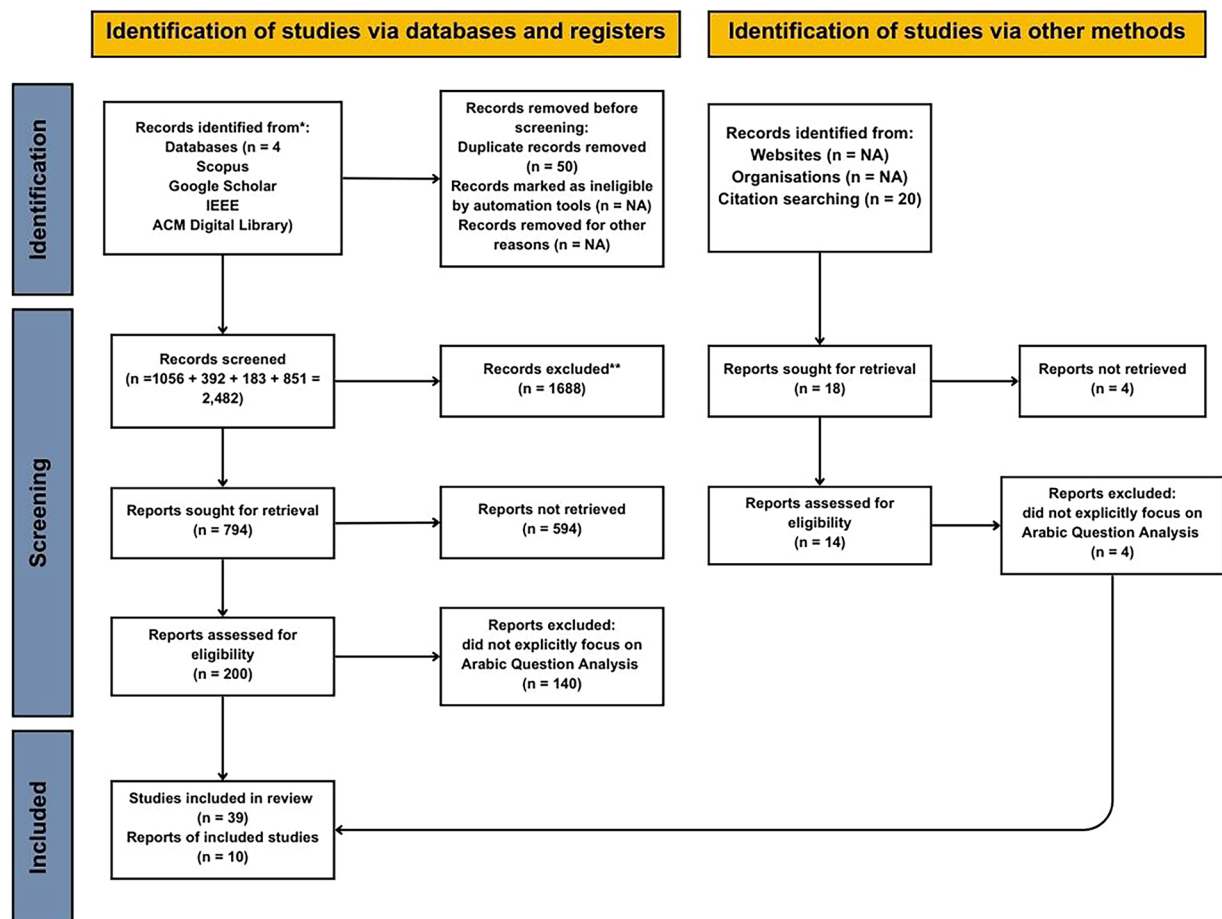 Identification of studies via databases and registers
Identification of studies via other methods
Identification
Records identified from*:
Databases (n = 4
Scopus
Google Scholar
IEEE
ACM Digital Library)
Records removed before
screening:
Duplicate records removed
(n = 50)
Records marked as ineligible
by automation tools (n = NA)
Records removed for other
reasons (n = NA)
Records identified from:
Websites (n = NA)
Organisations (n = NA)
Citation searching (n = 20)
Screening
Records screened
(n =1056 + 392 + 183 + 851 =
2,482)
Records excluded**
(n = 1688)
Reports sought for retrieval
(n = 18)
Reports not retrieved
(n = 4)
Reports sought for retrieval
(n = 794)
Reports not retrieved
(n = 594)
Reports assessed for
eligibility
(n = 14)
Reports excluded:
did not explicitly focus on
Arabic Question Analysis
(n = 4)
Reports assessed for
eligibility
(n = 200)
Reports excluded:
did not explicitly focus on
Arabic Question Analysis
(n = 140)
Included
Studies included in review
(n = 39)
Reports of included studies
(n = 10)